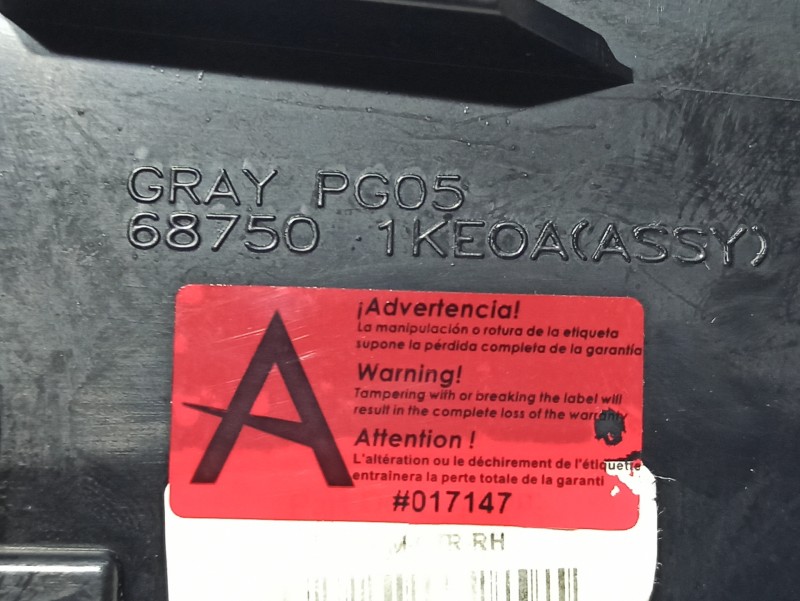 GRAY PG05
68750 1KE0A(ASSY)
A
¡Advertencia!
La manipulación o rotura de la etiqueta
supone la pérdida completa de la garantía
Warning!
Tampering with or breaking the label will
result in the complete loss of the warranty
Attention !
L'altération ou le déchirement de l'étiquette
entraînera la perte totale de la garanti
#017147
RH